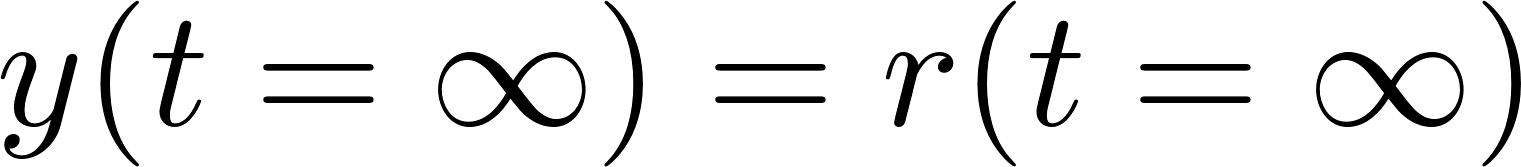 y(t = ∞) = r(t = ∞)